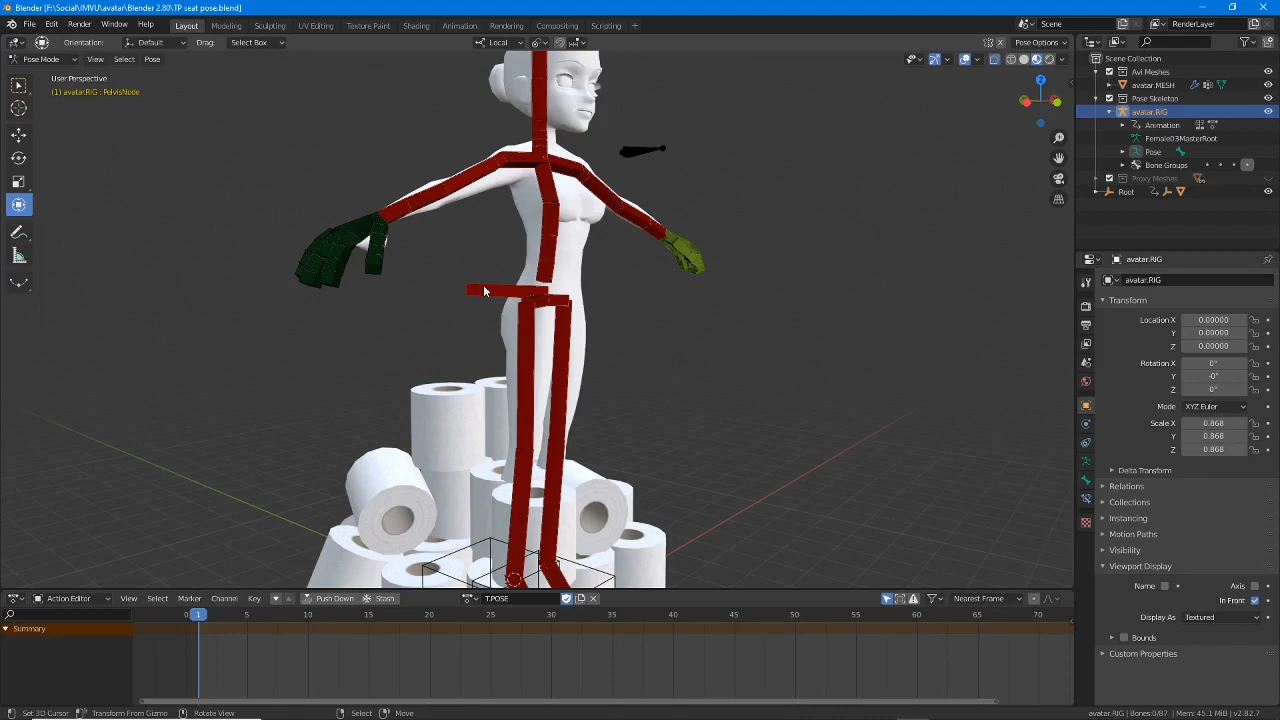 Blender [F:\Social\IMVU\avatar\Blender 2.80\TP seat pose.blend]
File Edit Render Window Help Layout Modeling Sculpting UV Editing Texture Paint Shading Animation Rendering Compositing Scripting + Scene RenderLayer
Orientation: Default Drag: Select Box Local Pose Options
Pose Mode View Select Pose
User Perspective
(1) avatar.RIG : PelvisNode
Z
Scene Collection
Avi Meshes
avatar.MESH
Pose Skeleton
avatar.RIG
Animation
Female03MasterRoot
Pose
Bone Groups
Proxy Meshes
Root
avatar.RIG
avatar.RIG
Transform
Location X 0.00000
Y 0.00000
Z 0.00000
Rotation X 0°
Y -0°
Z 0°
Mode XYZ Euler
Scale X 0.868
Y 0.868
Z 0.868
Delta Transform
Relations
Collections
Instancing
Motion Paths
Visibility
Viewport Display
Name Axis
In Front
Display As Textured
Bounds
Custom Properties
Action Editor View Select Marker Channel Key Push Down Stash T.POSE Nearest Frame
0 1 5 10 15 20 25 30 35 40 45 50 55 60 65 70
Summary
Set 3D Cursor Transform From Gizmo Rotate View Select Move avatar.RIG | Bones:0/87 | Mem: 45.1 MiB | v2.82.7